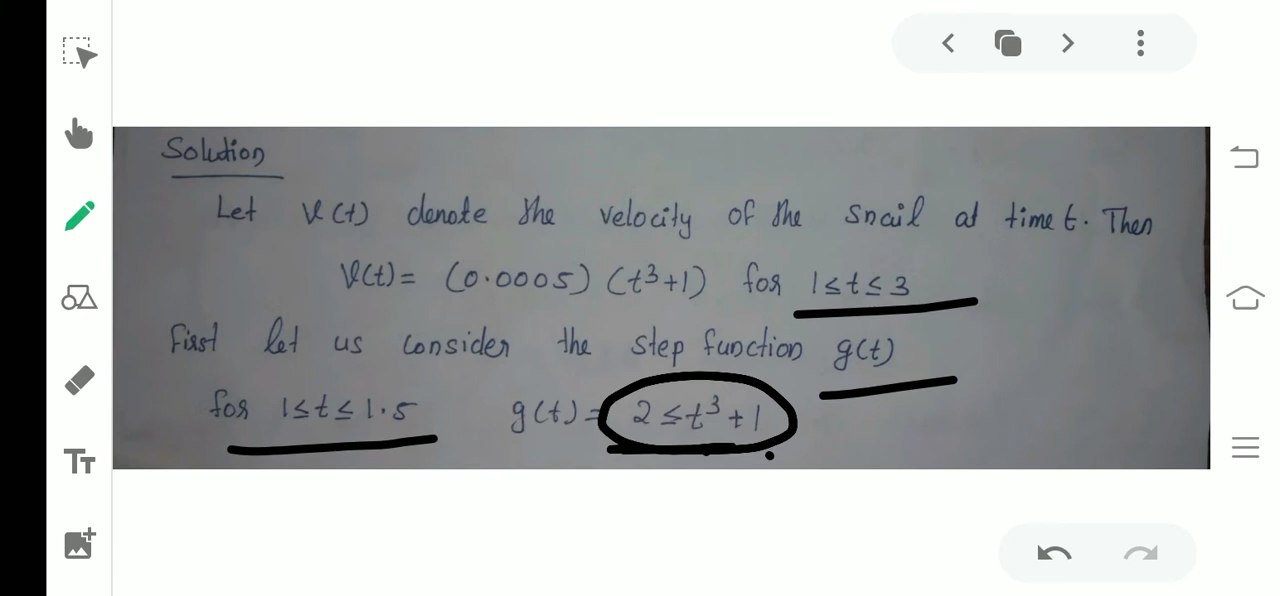 Solution
Let V(t) denote the velocity of the snail at time t. Then
V(t) = (0.0005) (t³+1) for 1≤t≤3
First let us consider the step function g(t)
for 1≤t≤1.5 g(t)= 2≤t³+1
TT